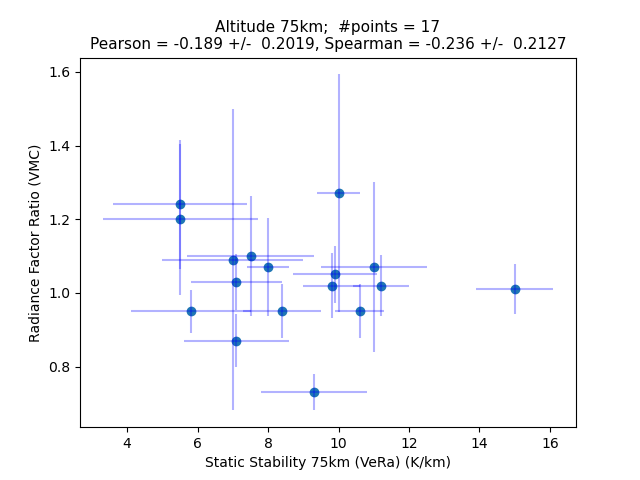 Altitude 75km;  #points = 17
Pearson = -0.189 +/-  0.2019, Spearman = -0.236 +/-  0.2127
Radiance Factor Ratio (VMC)
1.6
1.4
1.2
1.0
0.8
4 6 8 10 12 14 16
Static Stability 75km (VeRa) (K/km)